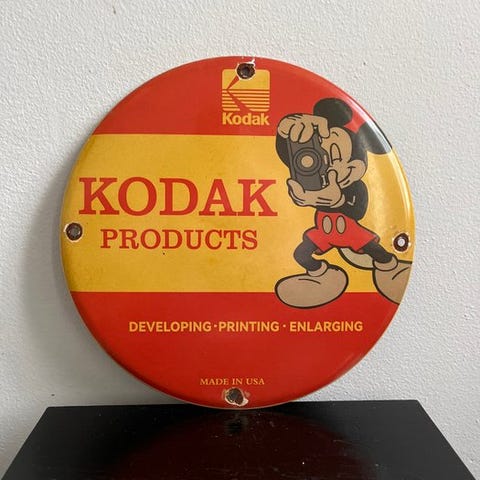 Kodak
KODAK
PRODUCTS
DEVELOPING · PRINTING · ENLARGING
MADE IN USA